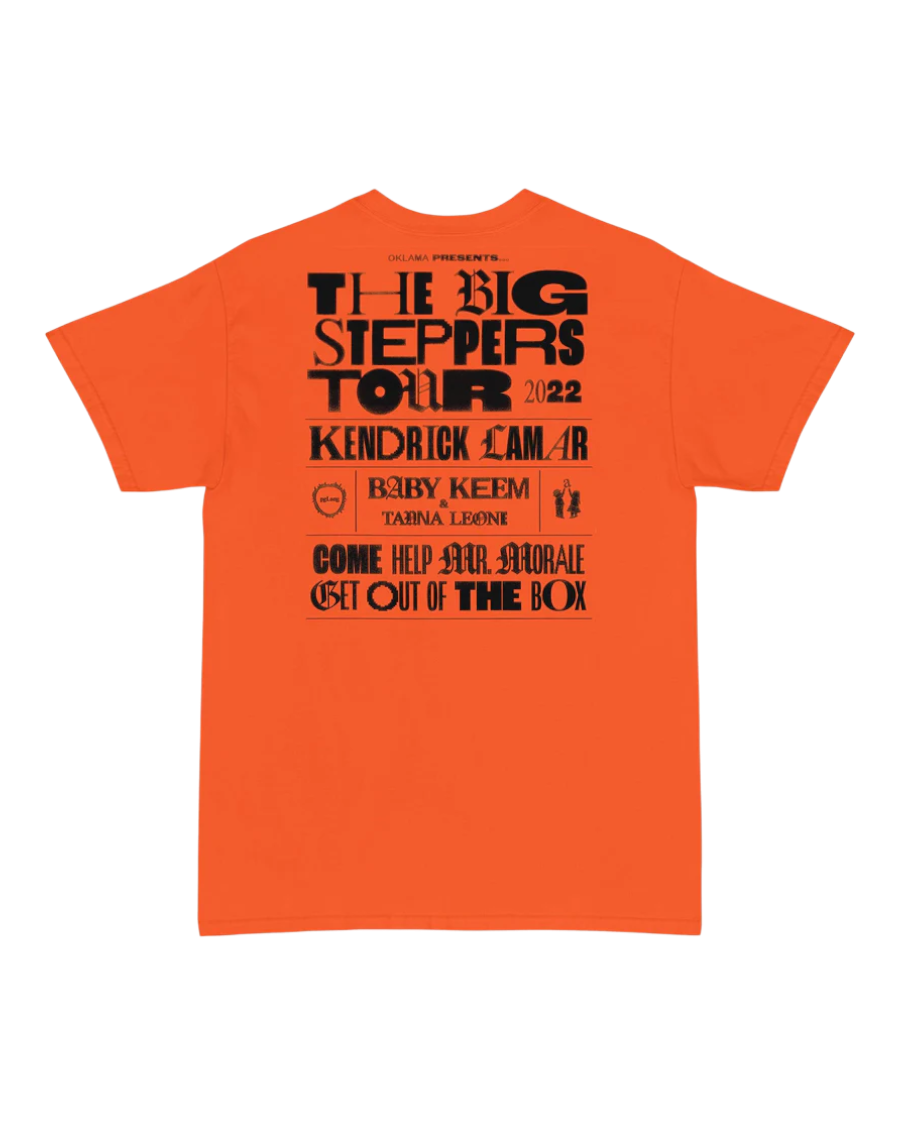 OKLAMA PRESENTS...
THE BIG
STEPPERS
TOUR 2022
KENDRICK LAMAR
pgLang
BABY KEEM
&
TANNA LEONE
a
COME HELP MR. MORALE
GET OUT OF THE BOX